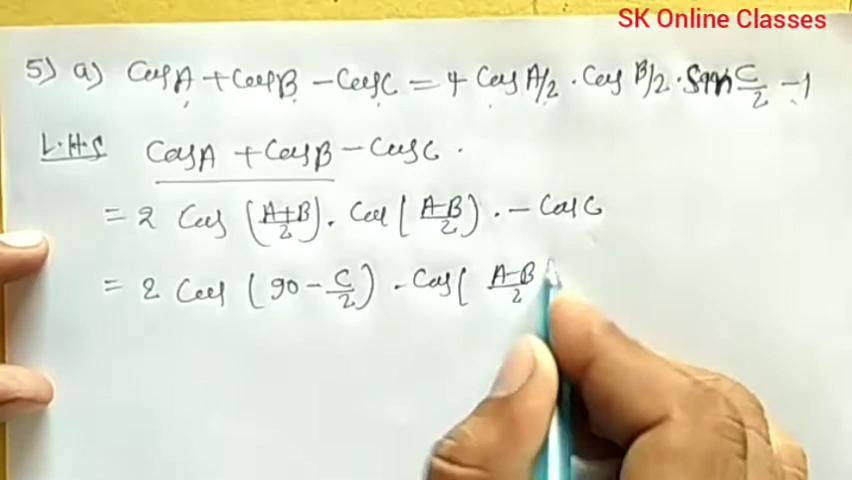 SK Online Classes
5) a) CosA + CosB - CosC = 4 Cos A/2 · Cos B/2 · Sin C/2 - 1
L.H.S CosA + CosB - CosC .
= 2 Cos (A+B/2) · Cos (A-B/2) · - CosC
= 2 Cos (90 - C/2) · Cos ( A-B/2